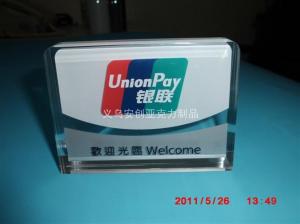 UnionPay
银联
义乌安创亚克力制品
歡迎光臨 Welcome
2011/5/26 13:49